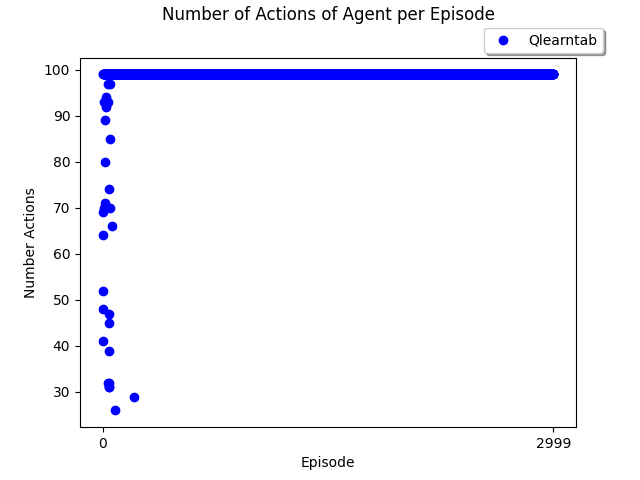 Number of Actions of Agent per Episode
Qlearntab
100
90
80
70
60
50
40
30
Number Actions
0
2999
Episode